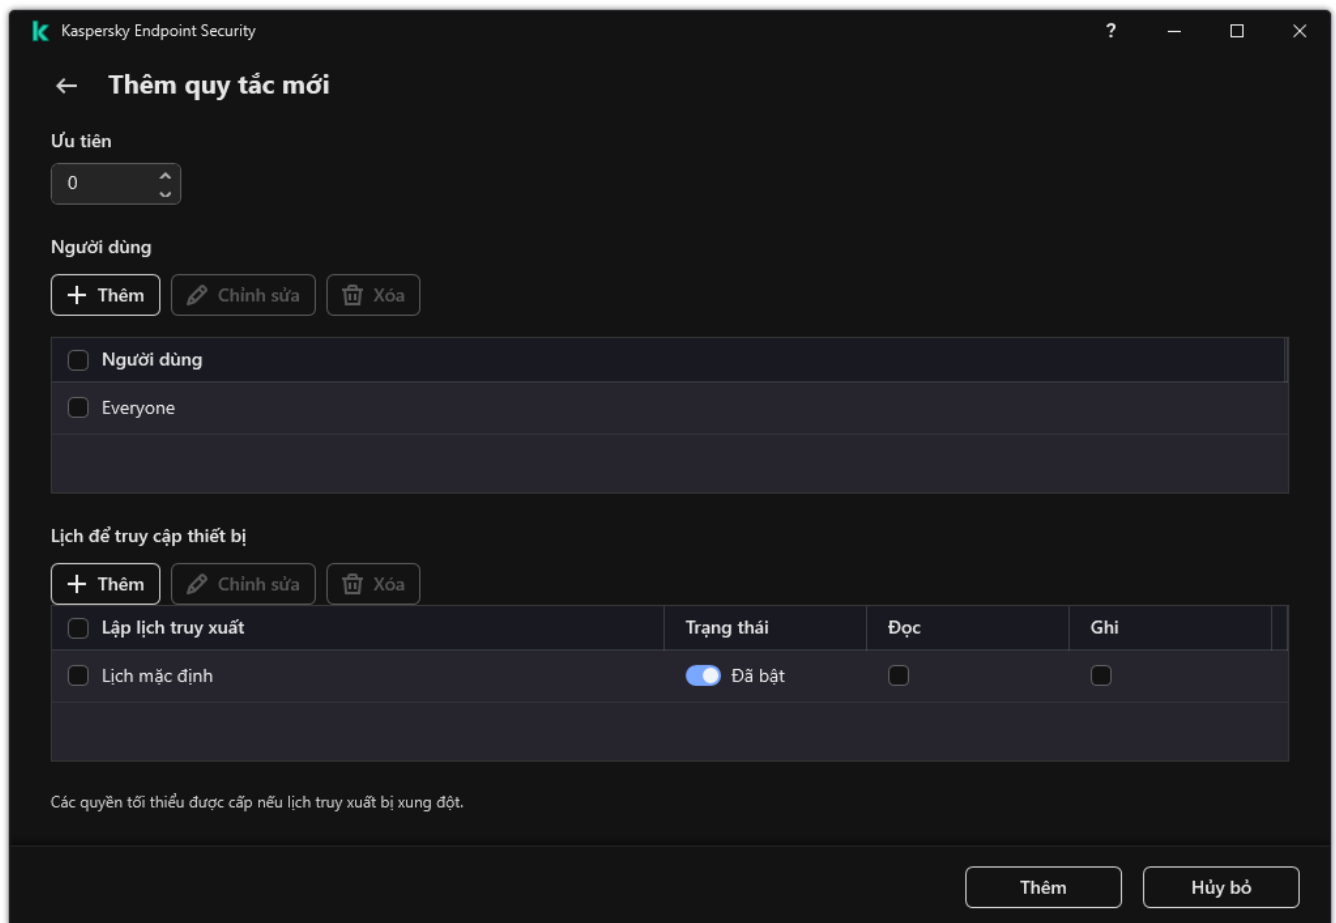 Kaspersky Endpoint Security
?
Thêm quy tắc mới
Ưu tiên
0
Người dùng
Thêm Chỉnh sửa Xóa
Người dùng
Everyone
Lịch để truy cập thiết bị
Thêm Chỉnh sửa Xóa
Lập lịch truy xuất Trạng thái Đọc Ghi
Lịch mặc định Đã bật
Các quyền tối thiểu được cấp nếu lịch truy xuất bị xung đột.
Thêm Hủy bỏ